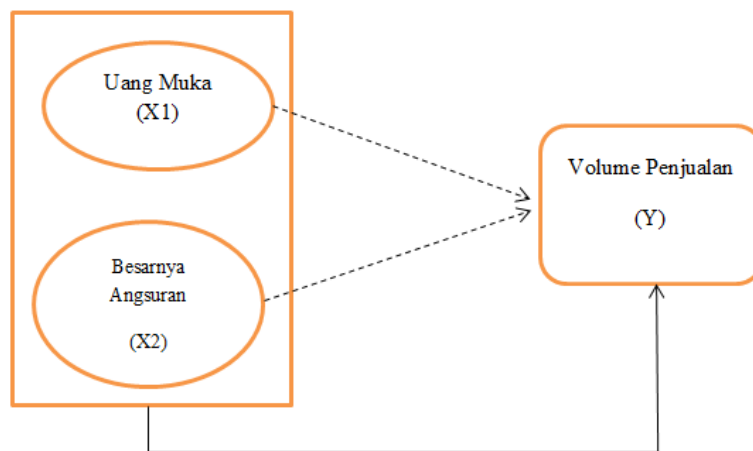 Uang Muka
(X1)
Besarnya
Angsuran
(X2)
Volume Penjualan
(Y)